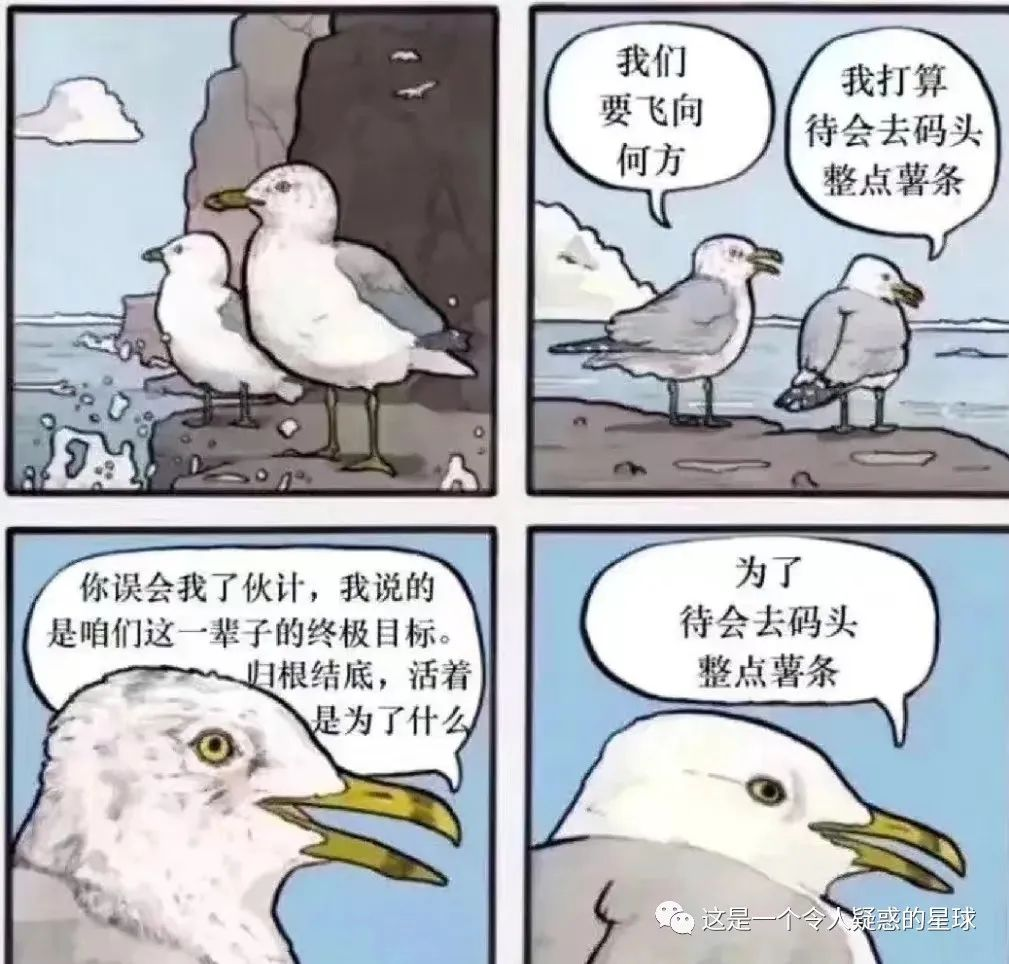 我们
要飞向
何方
我打算
待会去码头
整点薯条
你误会我了伙计，我说的
是咱们这一辈子的终极目标。
归根结底，活着
是为了什么
为了
待会去码头
整点薯条
这是一个令人疑惑的星球